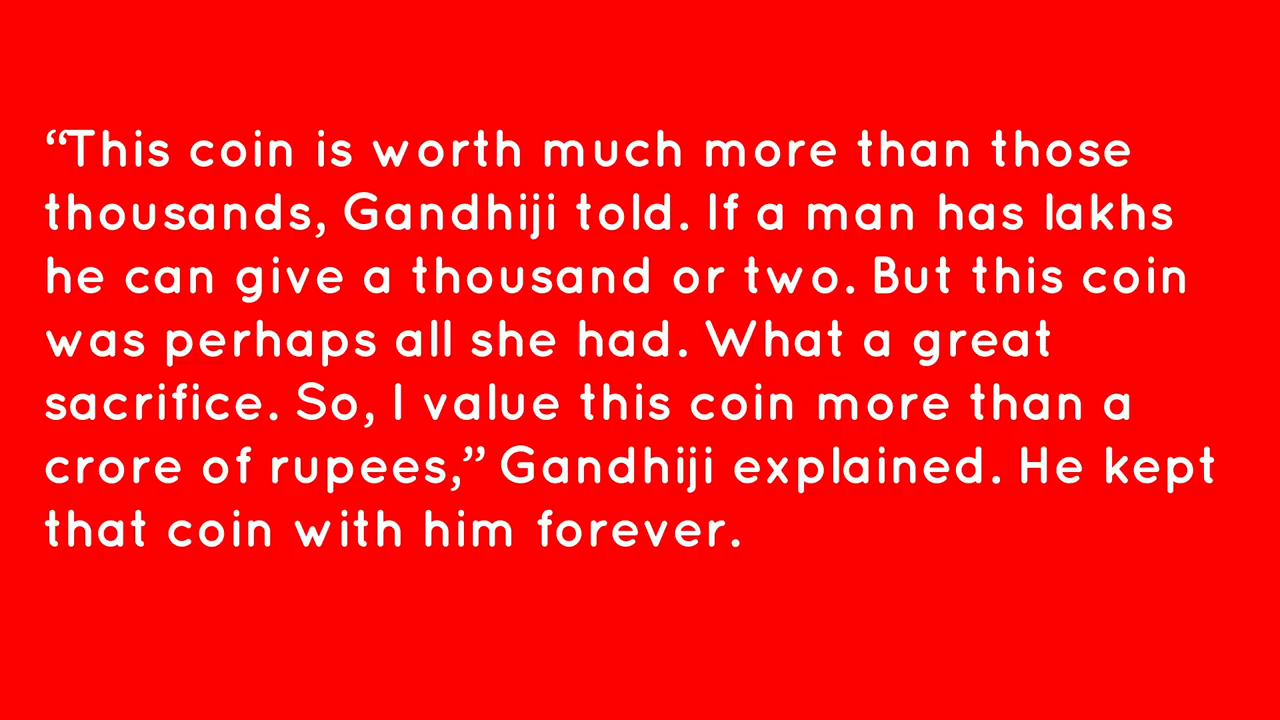 “This coin is worth much more than those
thousands, Gandhiji told. If a man has lakhs
he can give a thousand or two. But this coin
was perhaps all she had. What a great
sacrifice. So, I value this coin more than a
crore of rupees,” Gandhiji explained. He kept
that coin with him forever.